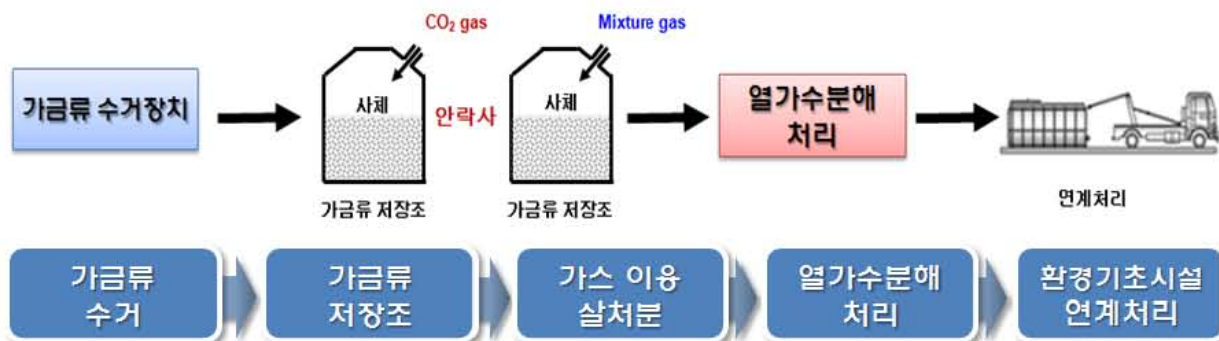 CO₂ gas
Mixture gas
가금류 수거장치
사체
안락사
사체
열가수분해
처리
가금류 저장조
가금류 저장조
연계처리
가금류
수거
가금류
저장조
가스 이용
살처분
열가수분해
처리
환경기초시설
연계처리